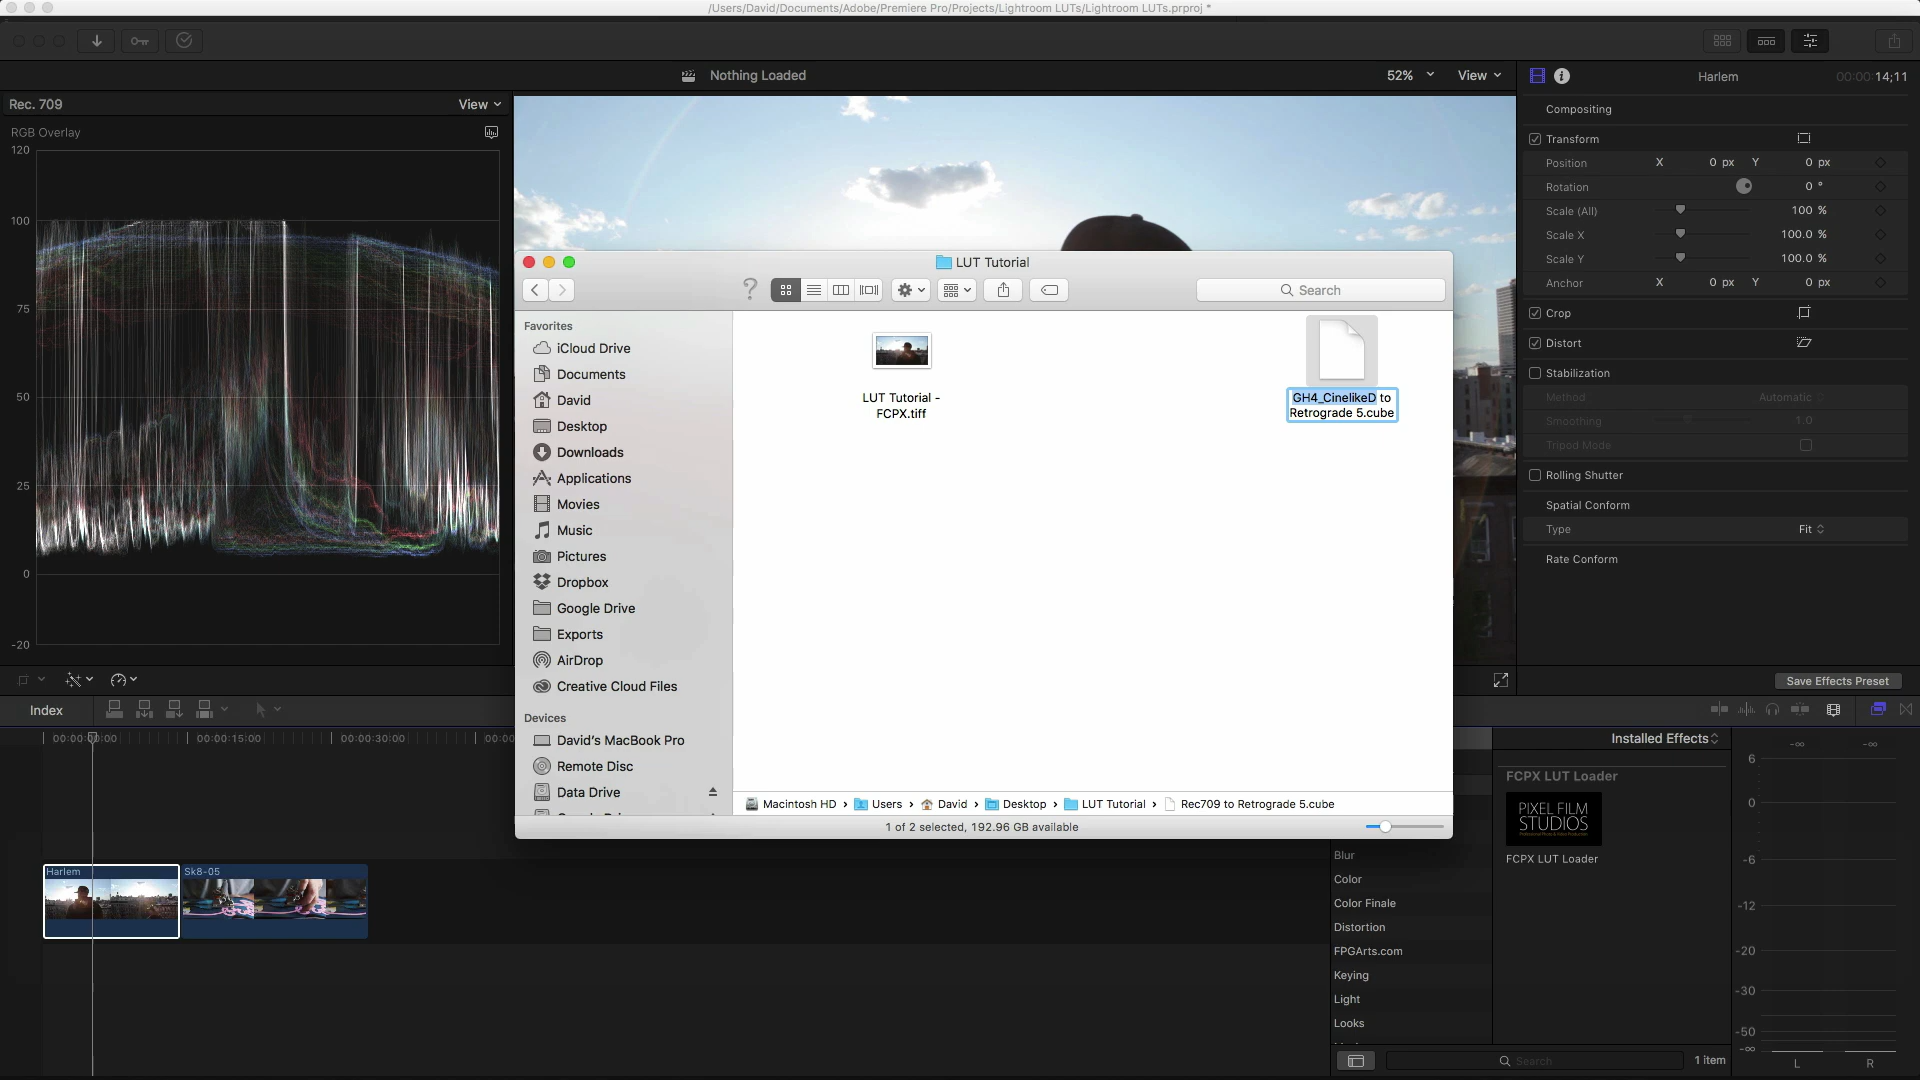 /Users/David/Documents/Adobe/Premiere Pro/Projects/Lightroom LUTs/Lightroom LUTs.prproj *
Nothing Loaded
52%
View
Harlem
00:00:14;11
Rec. 709
View
RGB Overlay
120
100
75
50
25
0
-20
Compositing
Transform
Position X 0 px Y 0 px
Rotation 0 °
Scale (All) 100 %
Scale X 100.0 %
Scale Y 100.0 %
Anchor X 0 px Y 0 px
Crop
Distort
Stabilization
Method Automatic
Smoothing 1.0
Tripod Mode
Rolling Shutter
Spatial Conform
Type Fit
Rate Conform
Save Effects Preset
LUT Tutorial
?
Search
Favorites
iCloud Drive
Documents
David
Desktop
Downloads
Applications
Movies
Music
Pictures
Dropbox
Google Drive
Exports
AirDrop
Creative Cloud Files
Devices
David's MacBook Pro
Remote Disc
Data Drive
LUT Tutorial -
FCPX.tiff
GH4_CinelikeD to
Retrograde 5.cube
Macintosh HD › Users › David › Desktop › LUT Tutorial › Rec709 to Retrograde 5.cube
1 of 2 selected, 192.96 GB available
Index
00:00:15:00
00:00:30:00
Harlem
Sk8-05
Installed Effects
FCPX LUT Loader
PIXEL FILM
STUDIOS
FCPX LUT Loader
Blur
Color
Color Finale
Distortion
FPGArts.com
Keying
Light
Looks
Search
1 item
-∞ -∞
6
0
-6
-12
-20
-30
-50
-∞
L R